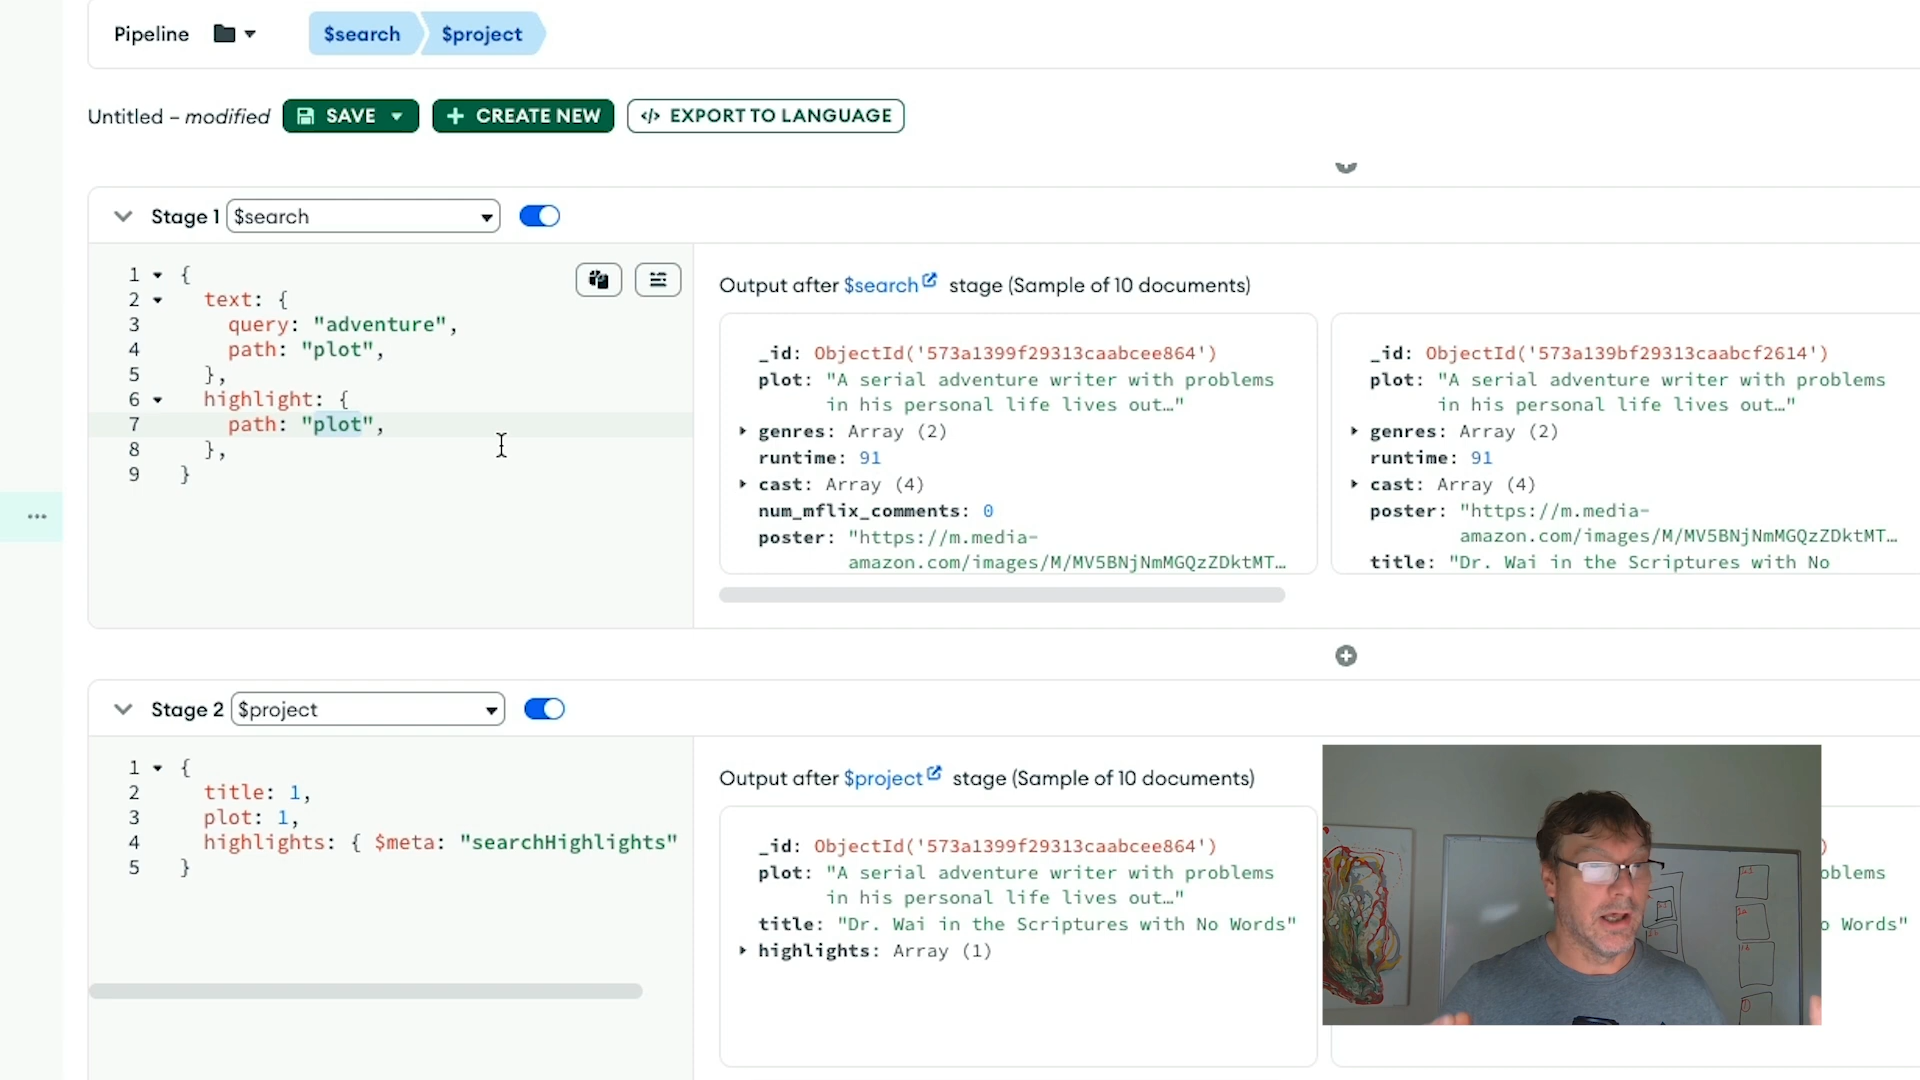 Pipeline
$search
$project
Untitled – modified
SAVE
CREATE NEW
</> EXPORT TO LANGUAGE
Stage 1
$search
1 {
2 text: {
3 query: "adventure",
4 path: "plot",
5 },
6 highlight: {
7 path: "plot",
8 },
9 }
Output after $search stage (Sample of 10 documents)
_id: ObjectId('573a1399f29313caabcee864')
plot: "A serial adventure writer with problems
in his personal life lives out…"
genres: Array (2)
runtime: 91
cast: Array (4)
num_mflix_comments: 0
poster: "https://m.media-
amazon.com/images/M/MV5BNjNmMGQzZDktMT…
_id: ObjectId('573a139bf29313caabcf2614')
plot: "A serial adventure writer with problems
in his personal life lives out…"
genres: Array (2)
runtime: 91
cast: Array (4)
poster: "https://m.media-
amazon.com/images/M/MV5BNjNmMGQzZDktMT…
title: "Dr. Wai in the Scriptures with No
Stage 2
$project
1 {
2 title: 1,
3 plot: 1,
4 highlights: { $meta: "searchHighlights"
5 }
Output after $project stage (Sample of 10 documents)
_id: ObjectId('573a1399f29313caabcee864')
plot: "A serial adventure writer with problems
in his personal life lives out…"
title: "Dr. Wai in the Scriptures with No Words"
highlights: Array (1)
)
oblems
o Words"